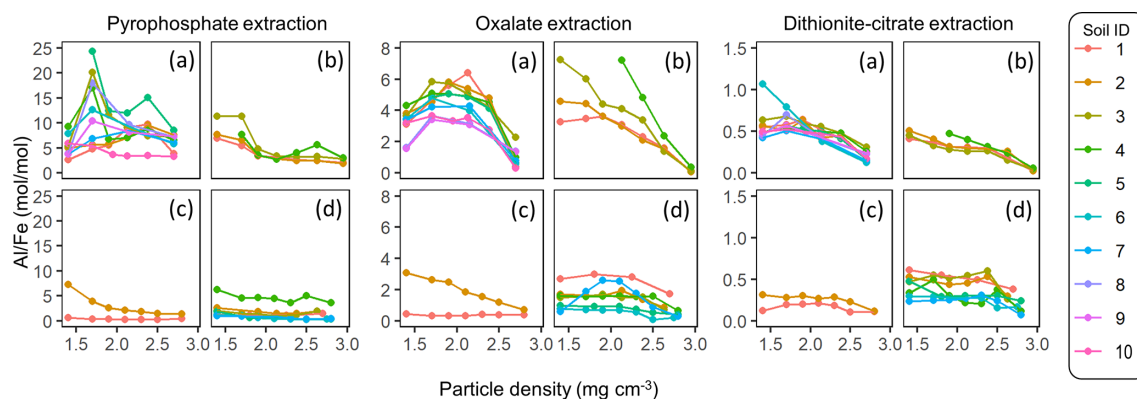 Pyrophosphate extraction Oxalate extraction Dithionite-citrate extraction
Soil ID
1
2
3
4
5
6
7
8
9
10
Al/Fe (mol/mol)
25
20
15
10
5
0
(a)
(b)
25
20
15
10
5
0
(c)
(d)
1.5 2.0 2.5 3.0 1.5 2.0 2.5 3.0
8
6
4
2
0
(a)
(b)
8
6
4
2
0
(c)
(d)
1.5 2.0 2.5 3.0 1.5 2.0 2.5 3.0
1.5
1.0
0.5
0.0
(a)
(b)
1.5
1.0
0.5
0.0
(c)
(d)
1.5 2.0 2.5 3.0 1.5 2.0 2.5 3.0
Particle density (mg cm⁻³)